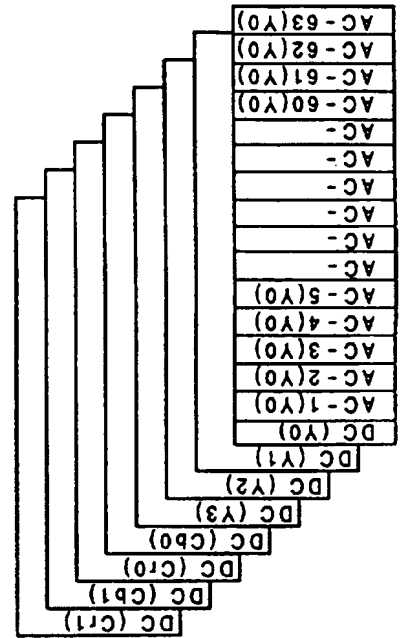 DC (Cr1)
DC (Cb1)
DC (Cr0)
DC (Cb0)
DC (Y3)
DC (Y2)
DC (Y1)
DC (Y0)
AC - 1(Y0)
AC - 2(Y0)
AC - 3(Y0)
AC - 4(Y0)
AC - 5(Y0)
AC -
AC -
AC -
AC -
AC -
AC -
AC - 60(Y0)
AC - 61(Y0)
AC - 62(Y0)
AC - 63(Y0)